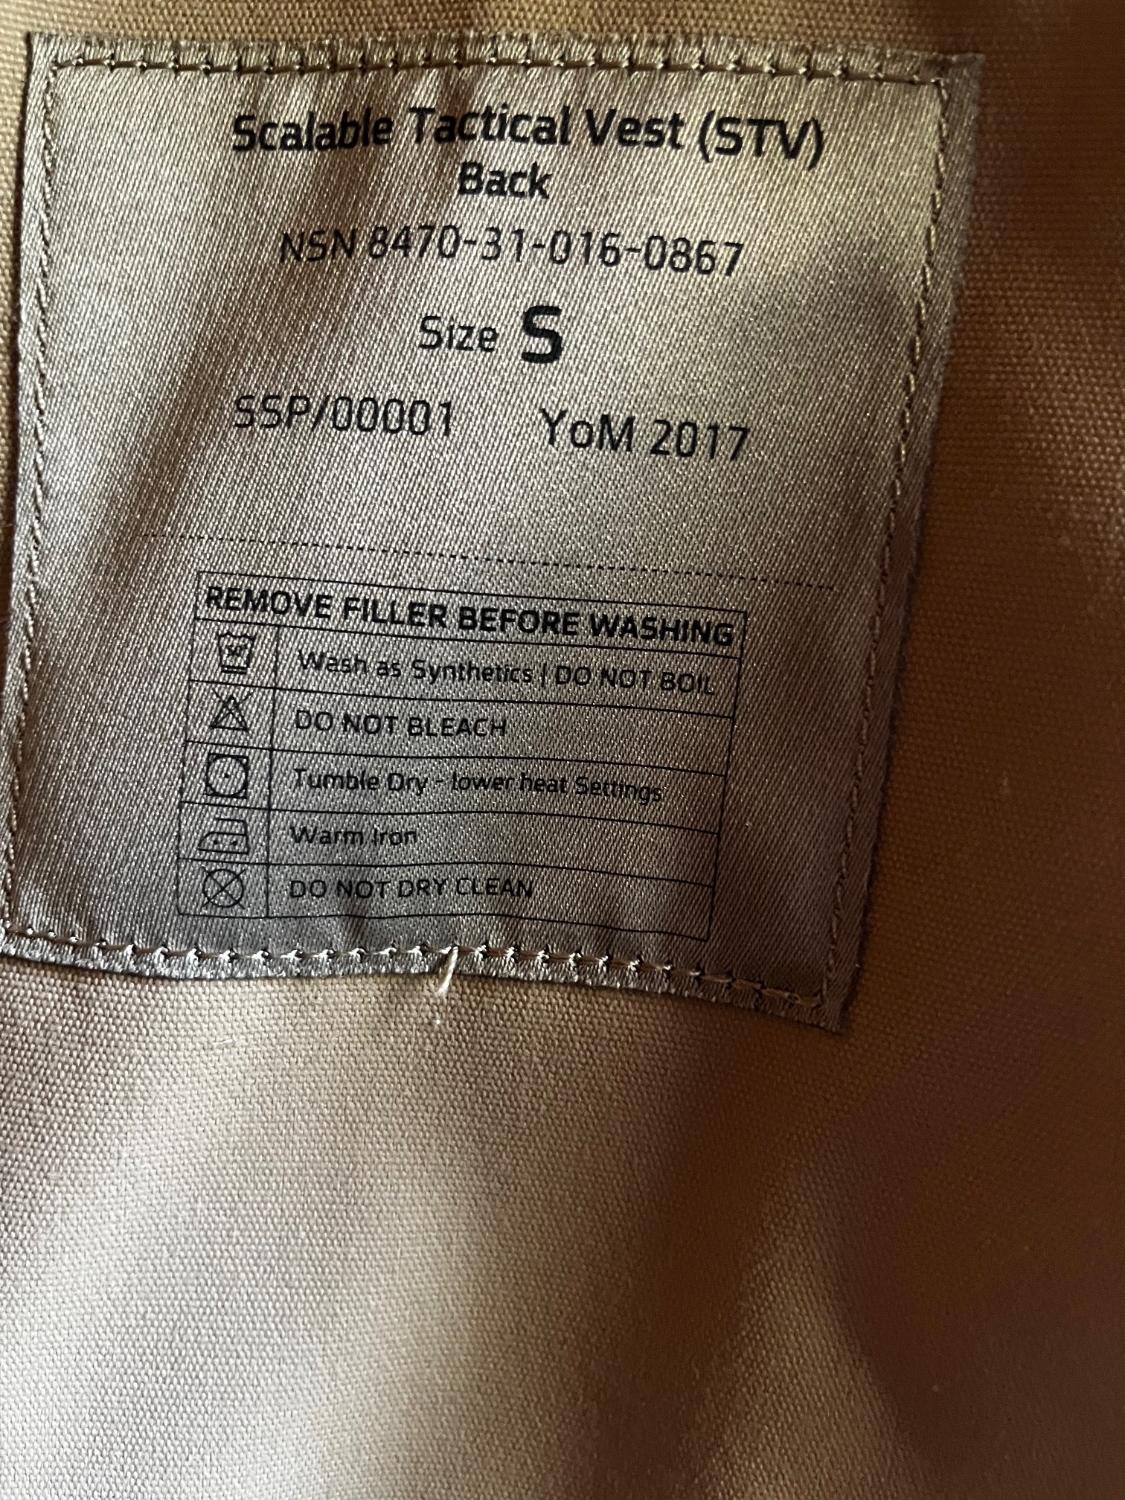 Scalable Tactical Vest (STV)
Back
NSN 8470-31-016-0867
Size S
SSP/00001 YoM 2017
REMOVE FILLER BEFORE WASHING
Wash as Synthetics | DO NOT BOIL
DO NOT BLEACH
Tumble Dry - lower heat Settings
Warm Iron
DO NOT DRY CLEAN